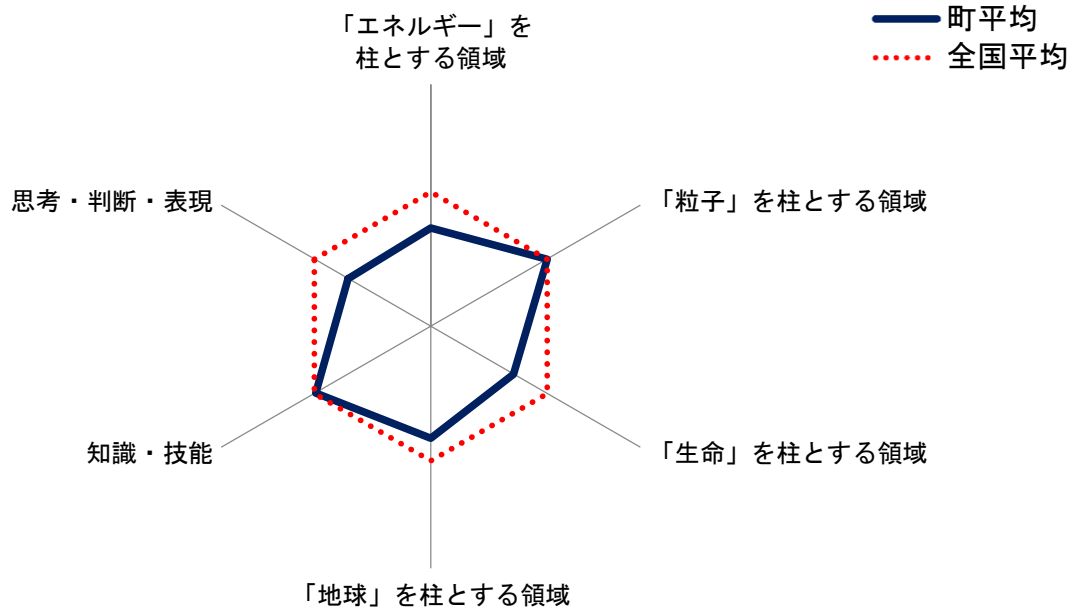 町平均
全国平均
「エネルギー」を
柱とする領域
「粒子」を柱とする領域
「生命」を柱とする領域
「地球」を柱とする領域
知識・技能
思考・判断・表現